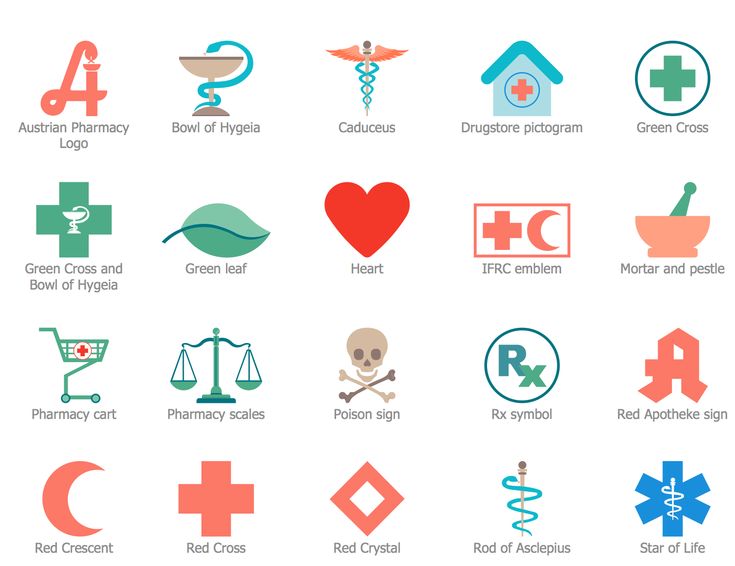 Austrian Pharmacy
Logo
Bowl of Hygeia
Caduceus
Drugstore pictogram
Green Cross
Green Cross and
Bowl of Hygeia
Green leaf
Heart
IFRC emblem
Mortar and pestle
Pharmacy cart
Pharmacy scales
Poison sign
Rx
Rx symbol
Red Apotheke sign
Red Crescent
Red Cross
Red Crystal
Rod of Asclepius
Star of Life